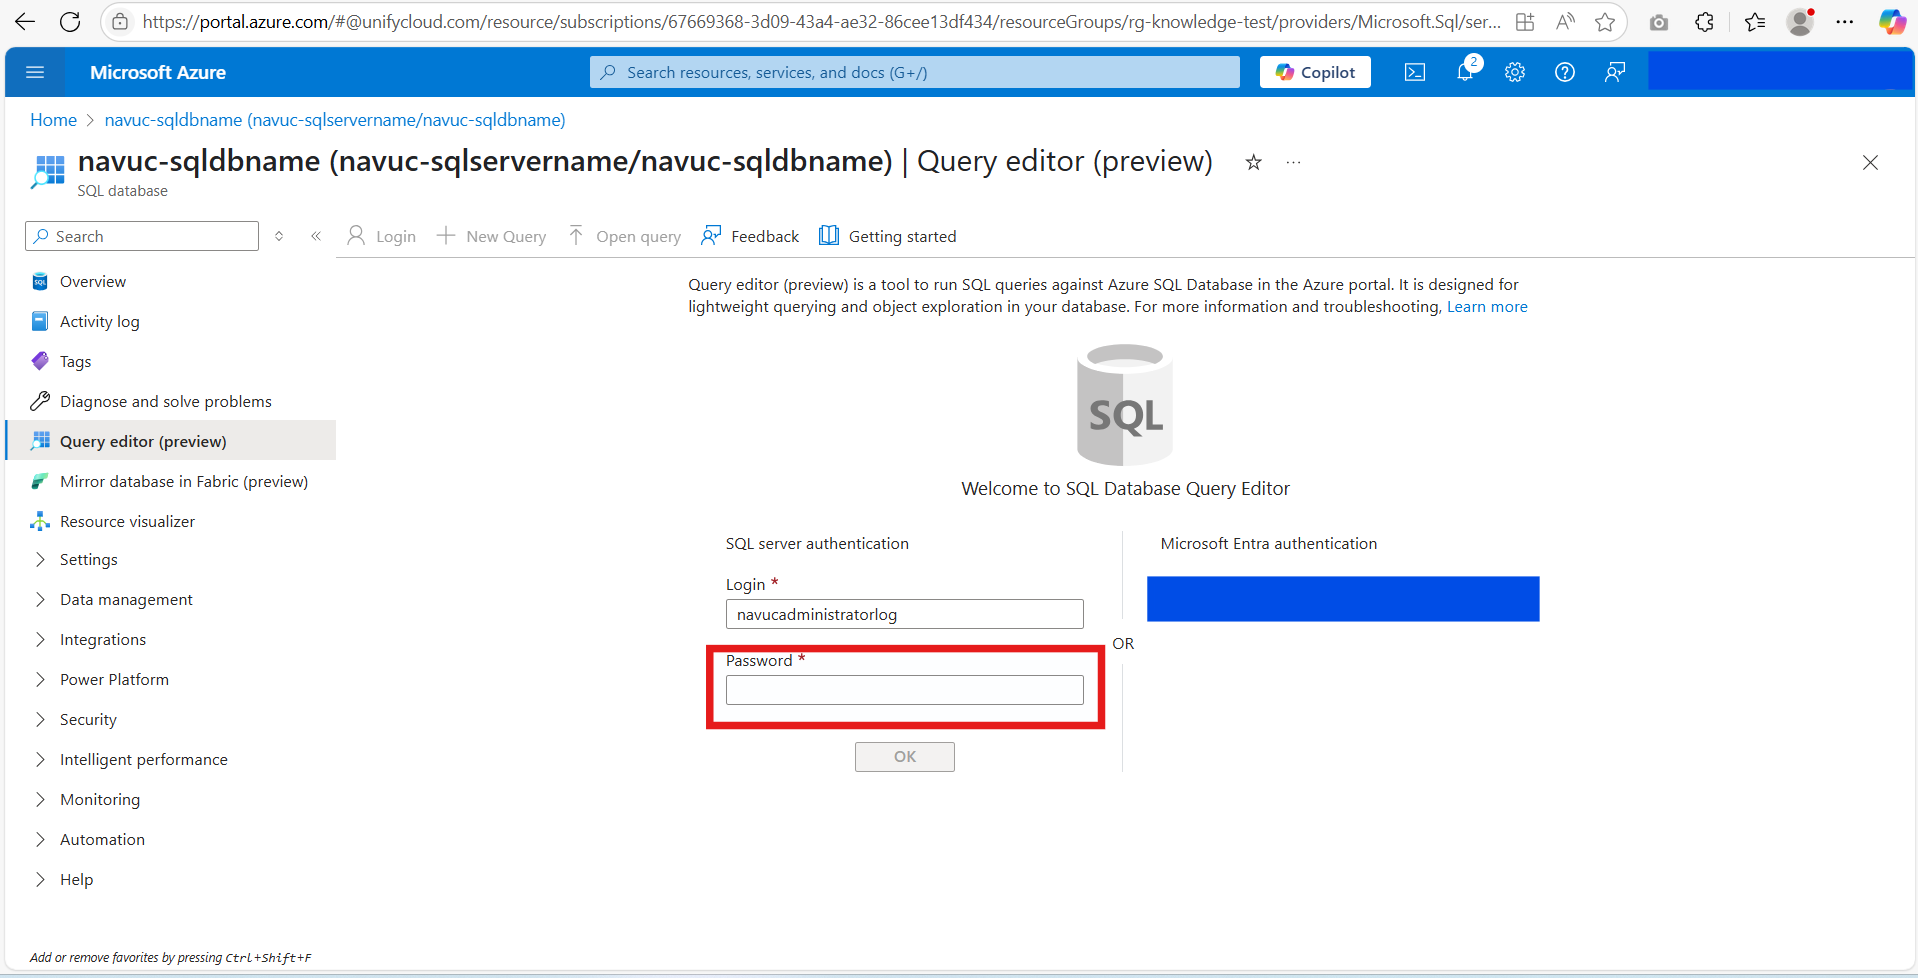 https://portal.azure.com/#@unifycloud.com/resource/subscriptions/67669368-3d09-43a4-ae32-86cee13df434/resourceGroups/rg-knowledge-test/providers/Microsoft.Sql/ser...
Microsoft Azure
Search resources, services, and docs (G+/)
Copilot
2
Home > navuc-sqldbname (navuc-sqlservername/navuc-sqldbname)
navuc-sqldbname (navuc-sqlservername/navuc-sqldbname) | Query editor (preview)
SQL database
Search
Login
New Query
Open query
Feedback
Getting started
Overview
Activity log
Tags
Diagnose and solve problems
Query editor (preview)
Mirror database in Fabric (preview)
Resource visualizer
Settings
Data management
Integrations
Power Platform
Security
Intelligent performance
Monitoring
Automation
Help
Add or remove favorites by pressing Ctrl+Shift+F
Query editor (preview) is a tool to run SQL queries against Azure SQL Database in the Azure portal. It is designed for
lightweight querying and object exploration in your database. For more information and troubleshooting, Learn more
SQL
Welcome to SQL Database Query Editor
SQL server authentication
Login *
navucadministratorlog
Password *
OK
OR
Microsoft Entra authentication